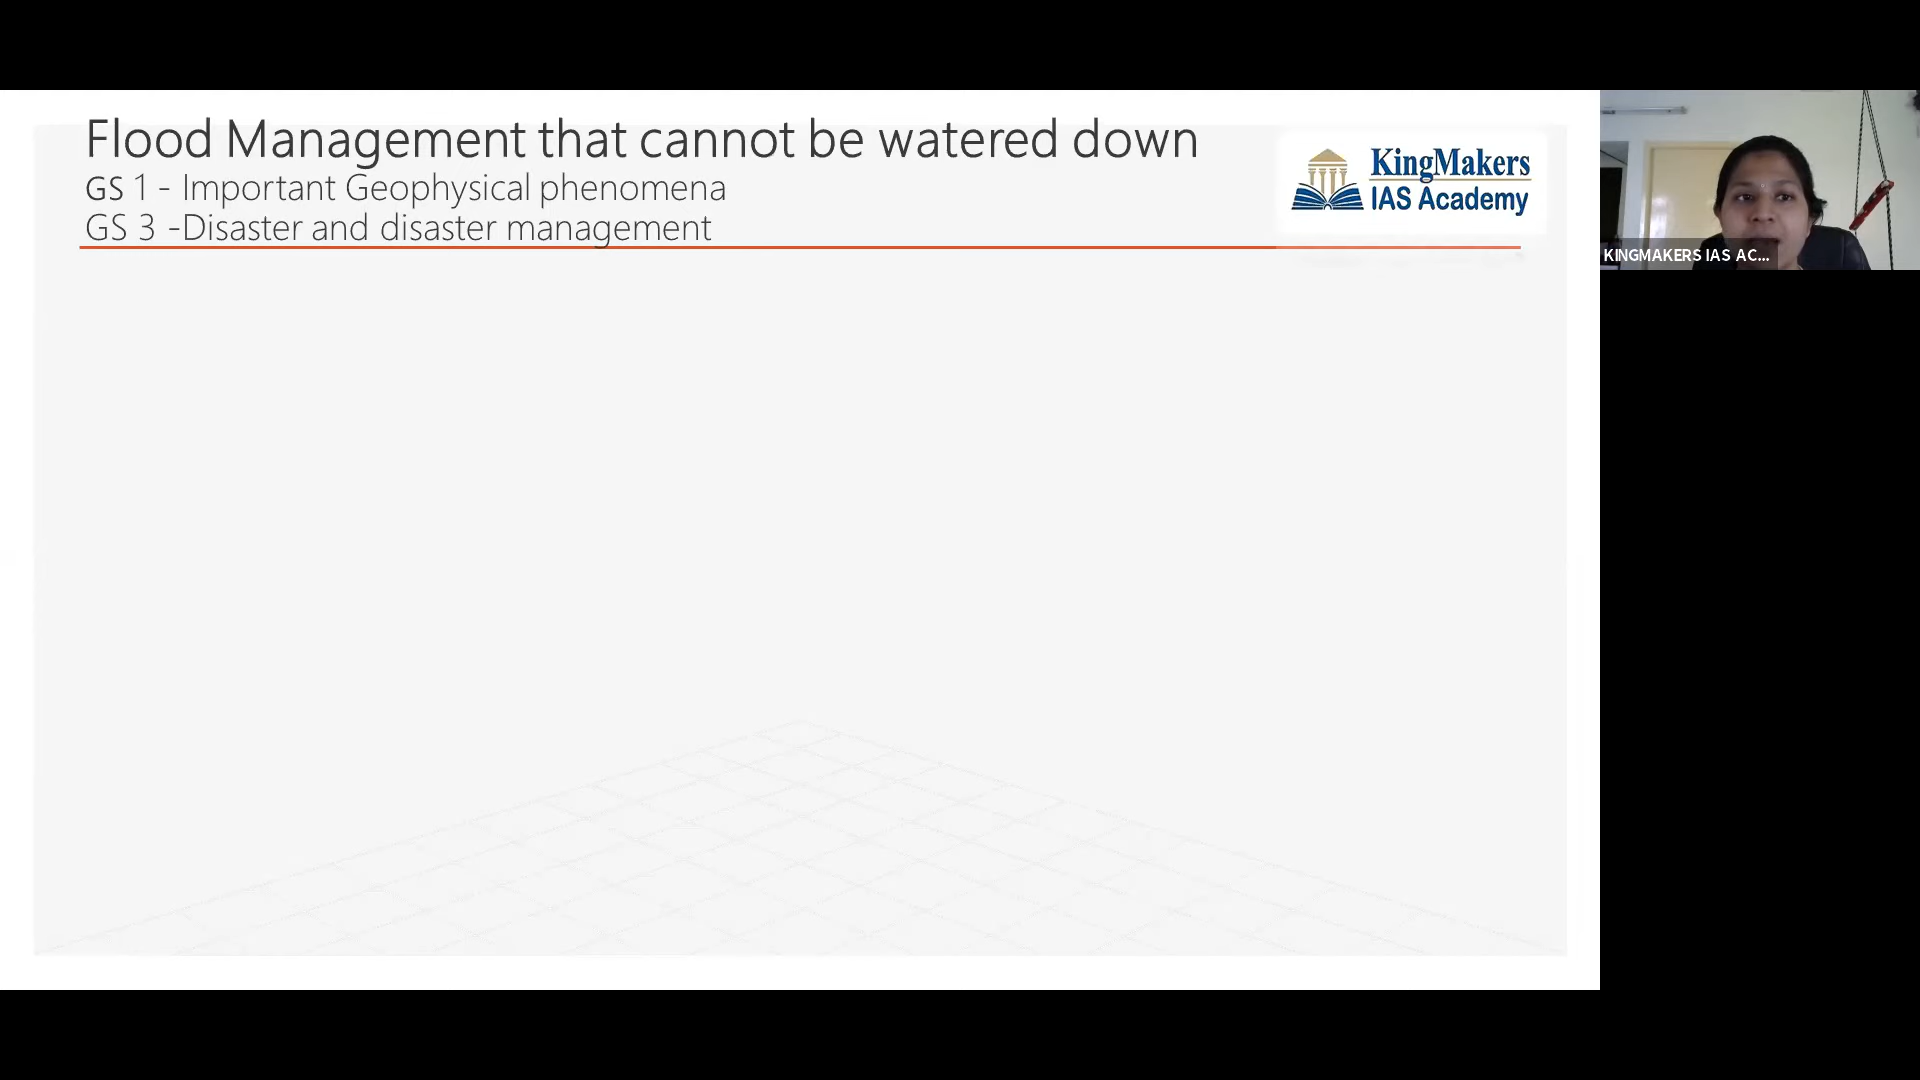 Flood Management that cannot be watered down
GS 1 - Important Geophysical phenomena
GS 3 -Disaster and disaster management
KingMakers
IAS Academy
KINGMAKERS IAS AC...